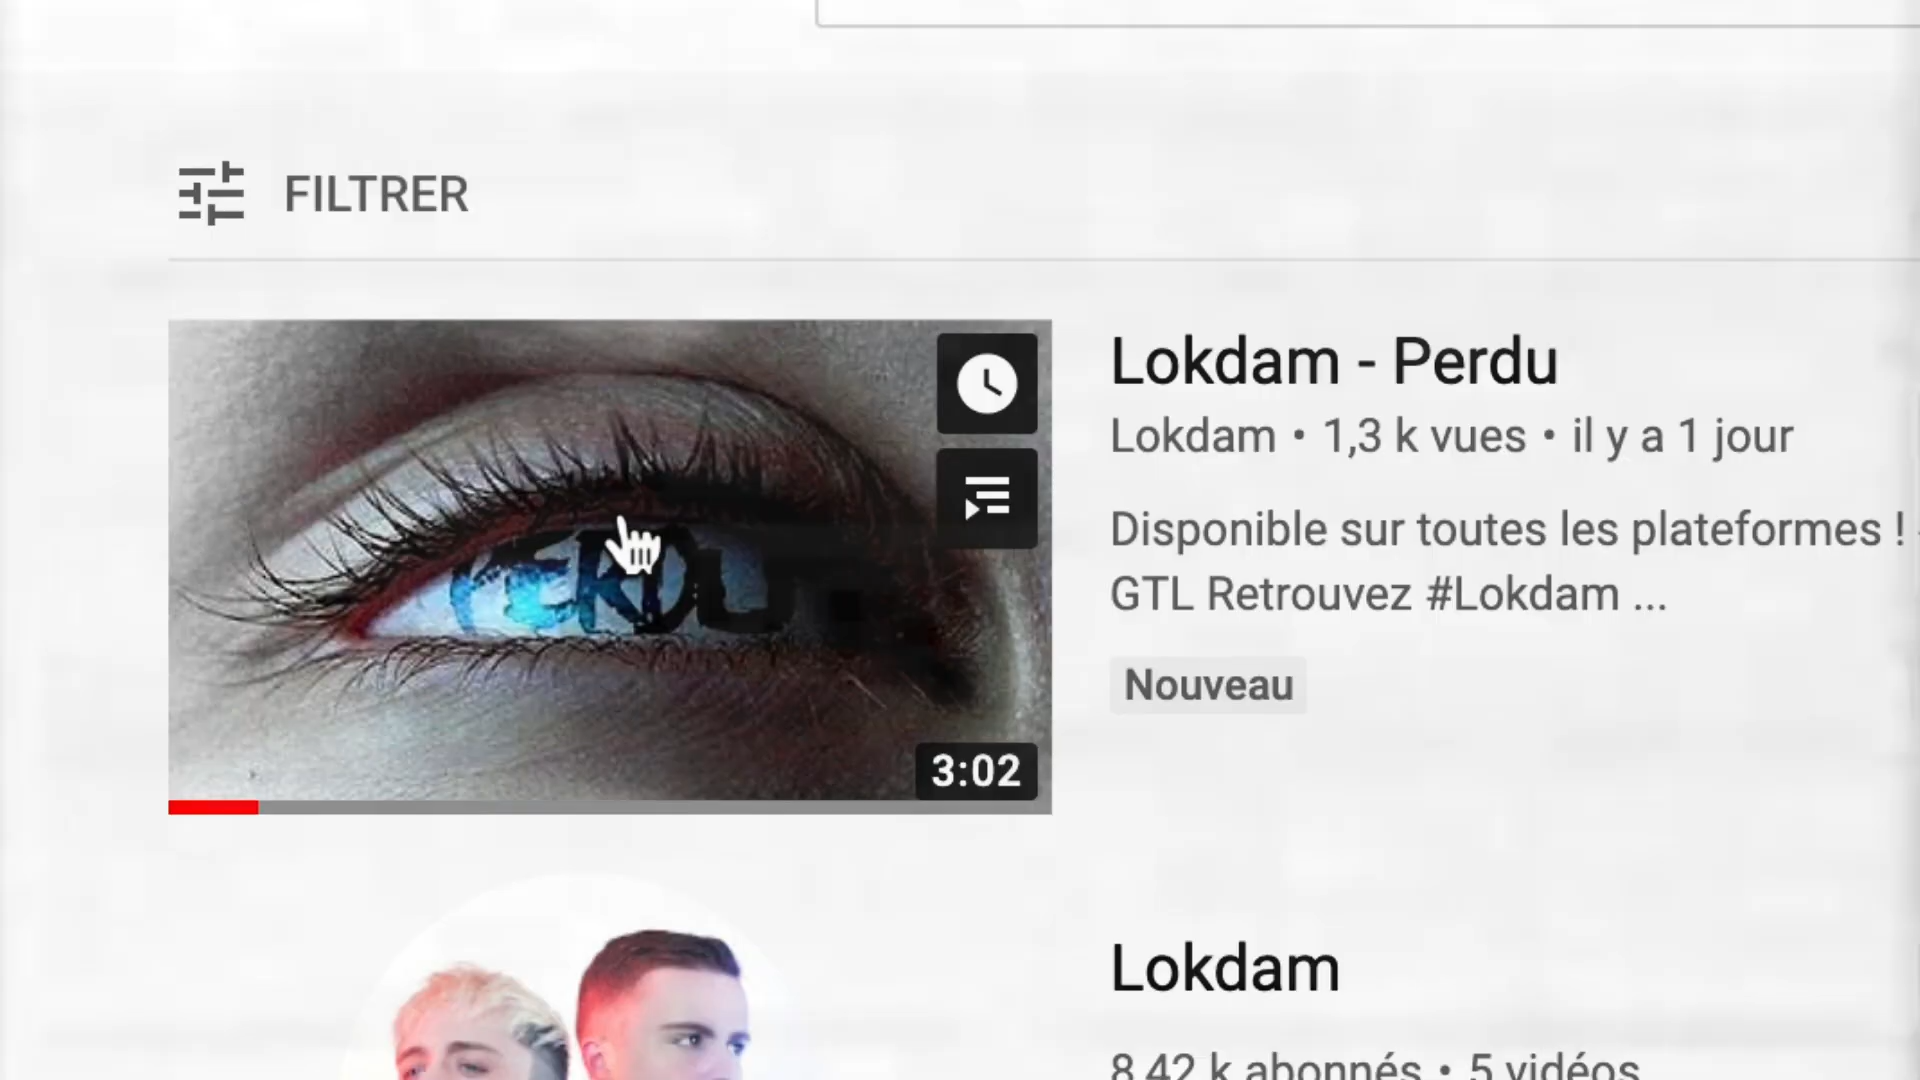 FILTRER
PERDU
3:02
Lokdam - Perdu
Lokdam • 1,3 k vues • il y a 1 jour
Disponible sur toutes les plateformes !
GTL Retrouvez #Lokdam ...
Nouveau
Lokdam
8,42 k abonnés • 5 vidéos